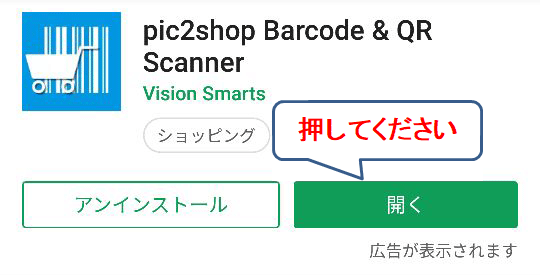 pic2shop Barcode & QR
Scanner
Vision Smarts
ショッピング
押してください
アンインストール
開く
広告が表示されます